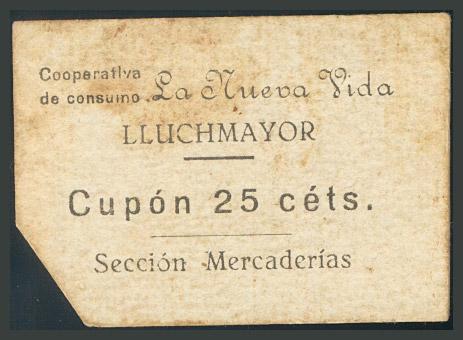 Cooperativa
de consumo La Nueva Vida
LLUCHMAYOR
Cupón 25 céts.
Sección Mercaderías